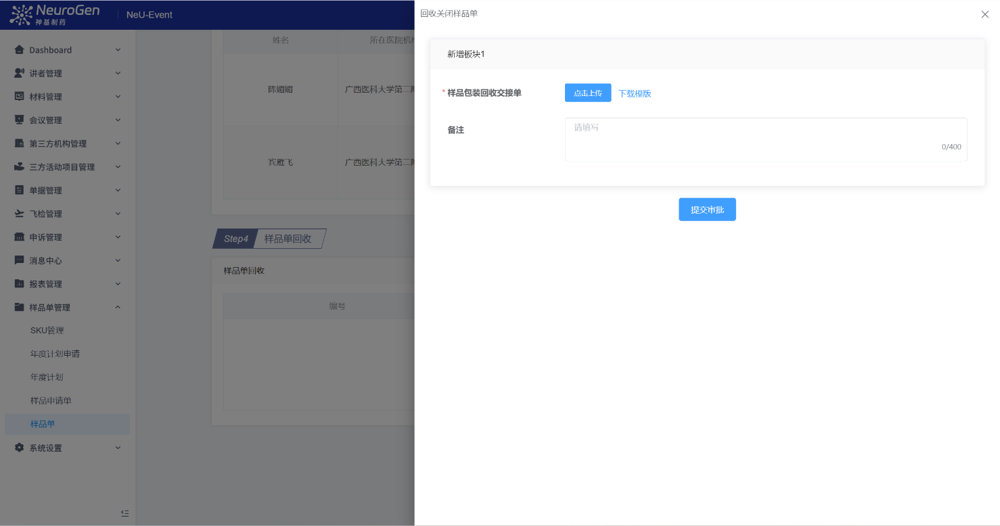 NeuroGen
神基制药
NeU-Event
Dashboard
讲者管理
材料管理
会议管理
第三方机构管理
三方活动项目管理
单据管理
飞检管理
申诉管理
消息中心
报表管理
样品单管理
SKU管理
年度计划申请
年度计划
样品申请单
样品单
系统设置
姓名
所在医院机
陈媚媚
广西医科大学第二
宾雁飞
广西医科大学第二
Step4
样品单回收
样品单回收
编号
回收关闭样品单
新增板块1
* 样品包装回收交接单
点击上传
下载模版
备注
请填写
0/400
提交审批